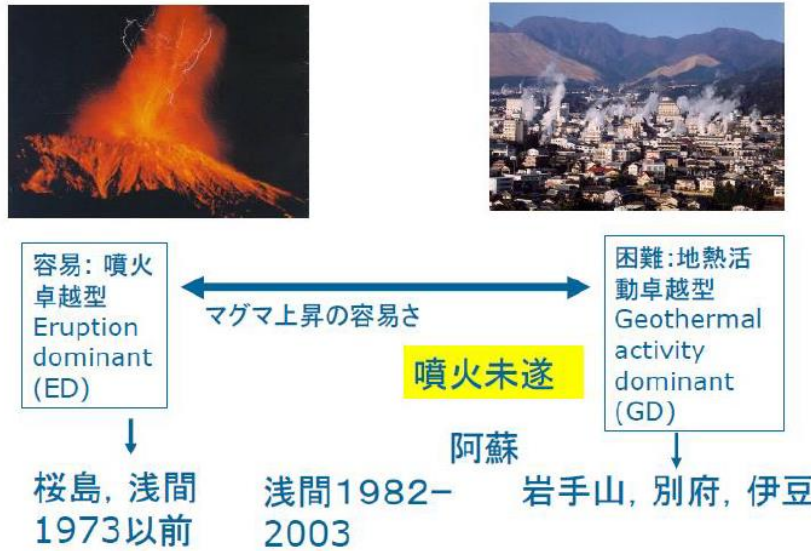 容易: 噴火
卓越型
Eruption
dominant
(ED)
マグマ上昇の容易さ
困難:地熱活
動卓越型
Geothermal
activity
dominant
(GD)
噴火未遂
阿蘇
桜島, 浅間
1973以前
浅間1982−
2003
岩手山, 別府, 伊豆